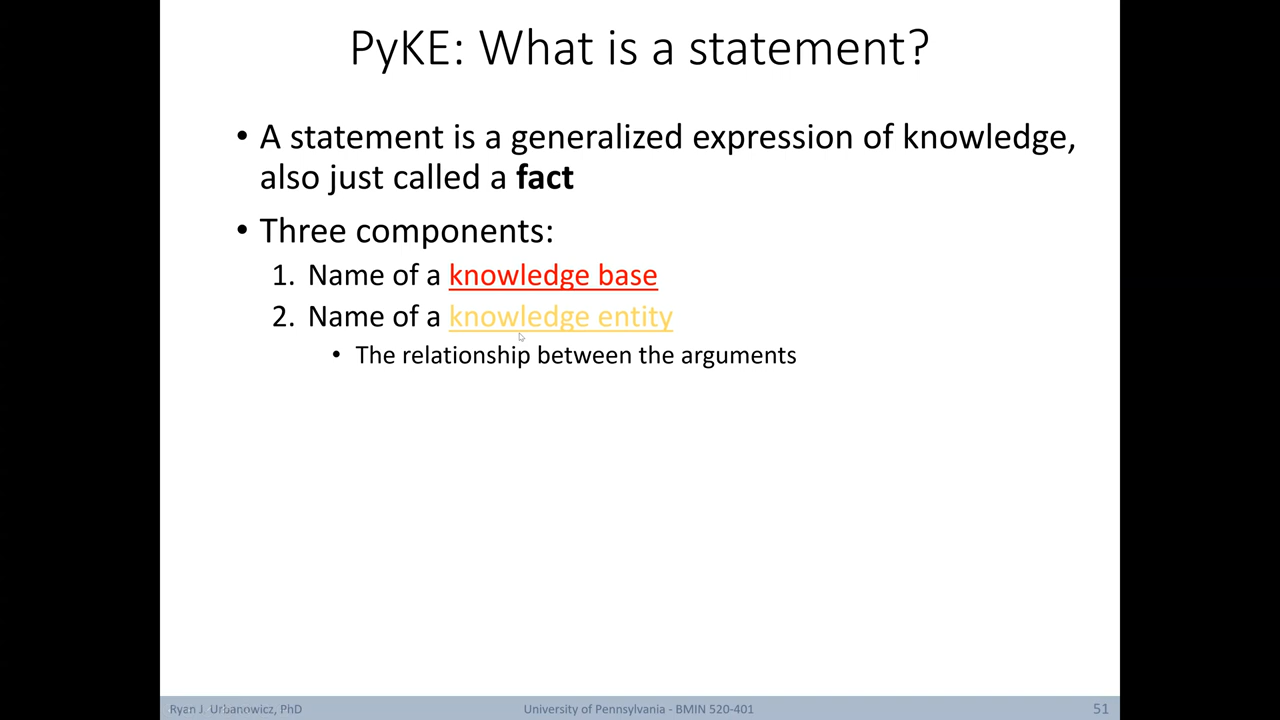 PyKE: What is a statement?
• A statement is a generalized expression of knowledge,
also just called a fact
• Three components:
1. Name of a knowledge base
2. Name of a knowledge entity
• The relationship between the arguments
Ryan J. Urbanowicz, PhD
University of Pennsylvania - BMIN 520-401
51